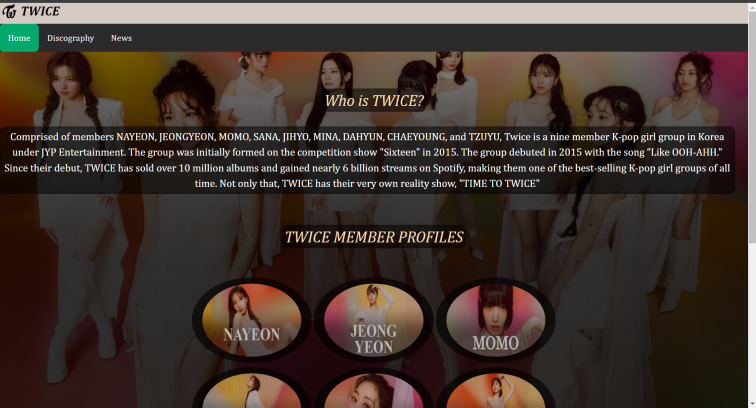 TWICE
Home Discography News
Who is TWICE?
Comprised of members NAYEON, JEONGYEON, MOMO, SANA, JIHYO, MINA, DAHYUN, CHAEYOUNG, and TZUYU, Twice is a nine member K-pop girl group in Korea
under JYP Entertainment. The group was initially formed on the competition show "Sixteen" in 2015. The group debuted in 2015 with the song "Like OOH-AHH."
Since their debut, TWICE has sold over 10 million albums and gained nearly 6 billion streams on Spotify, making them one of the best-selling K-pop girl groups of all
time. Not only that, TWICE has their very own reality show, "TIME TO TWICE"
TWICE MEMBER PROFILES
NAYEON
JEONG
YEON
MOMO